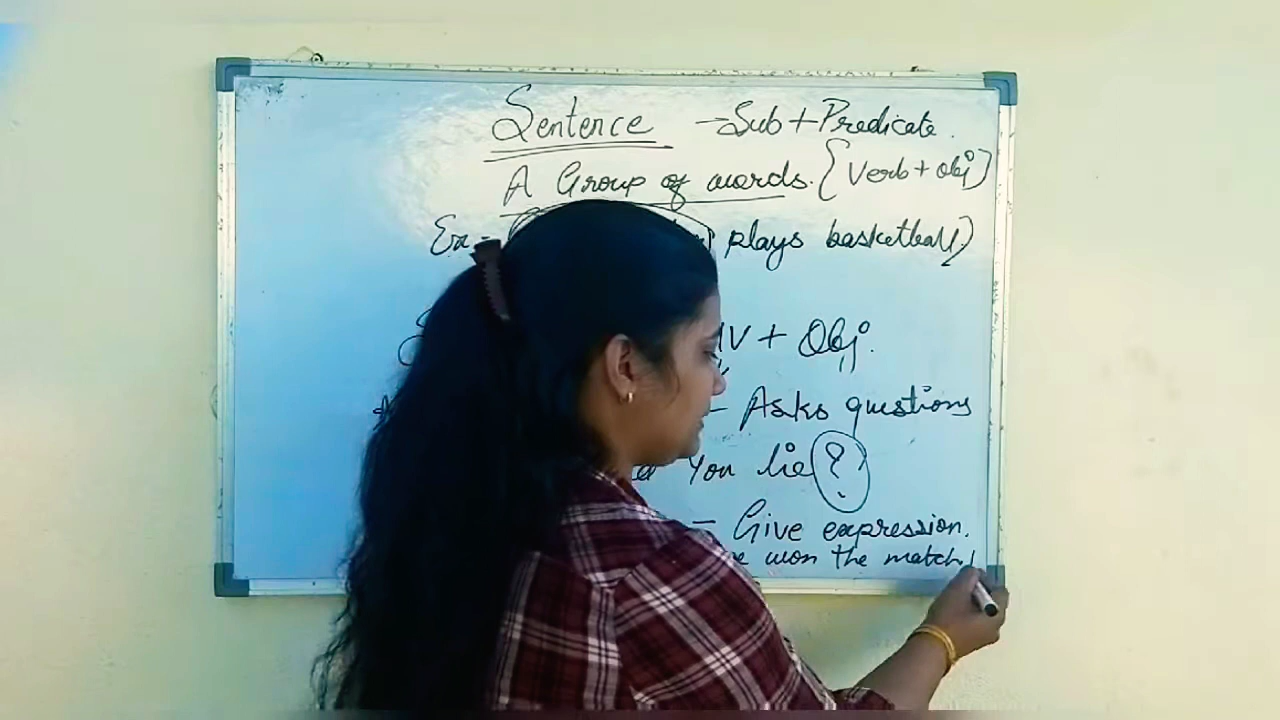 Sentence - Sub + Predicate.
A Group of words. {Verb + Obj}
Ex - plays basketball)
V + Obj.
- Asks questions
You lie?
- Give expression.
won the match!